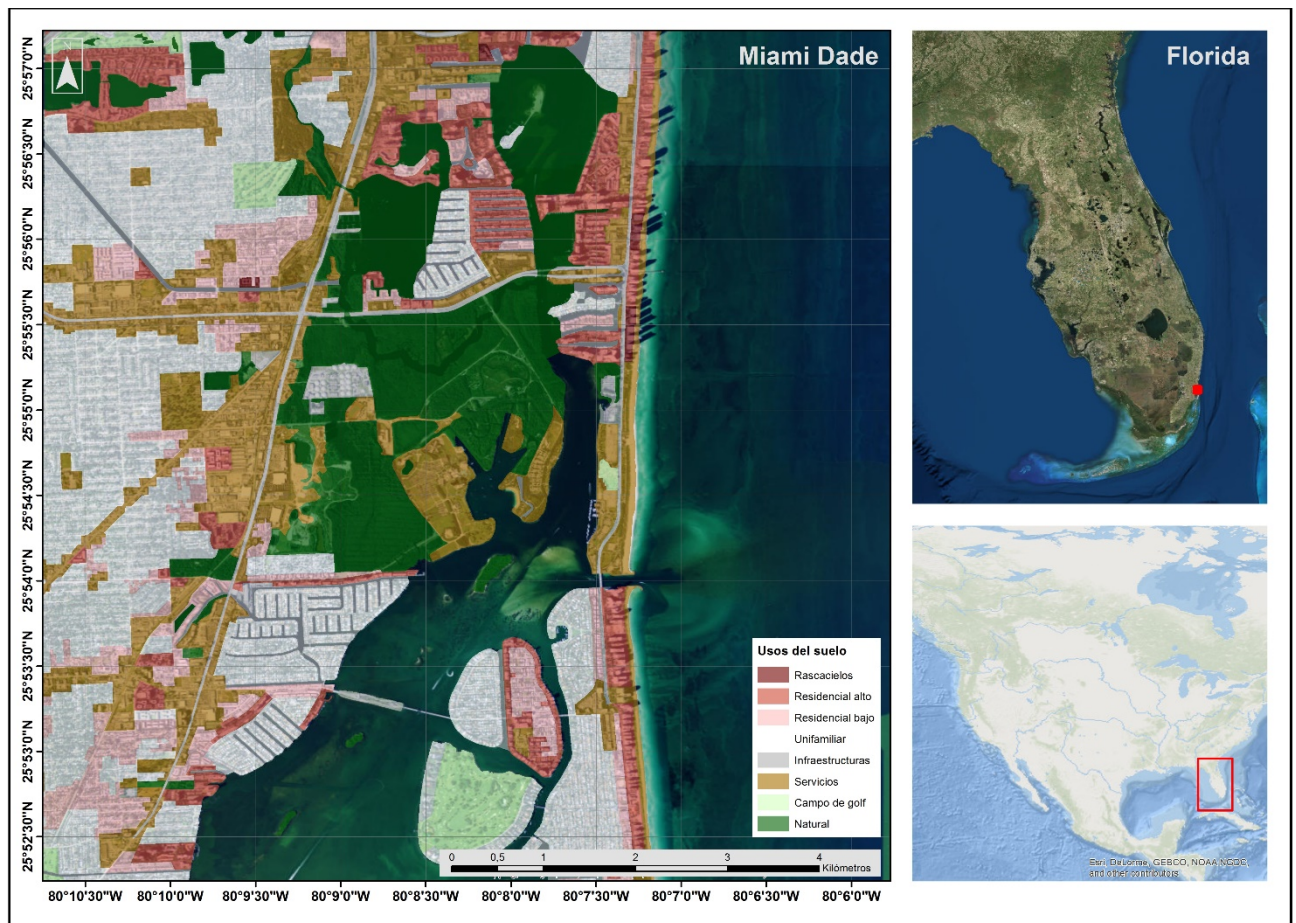 N
Miami Dade
25°57'0"N
25°56'30"N
25°56'0"N
25°55'30"N
25°55'0"N
25°54'30"N
25°54'0"N
25°53'30"N
25°53'0"N
25°52'30"N
Usos del suelo
Rascacielos
Residencial alto
Residencial bajo
Unifamiliar
Infraestructuras
Servicios
Campo de golf
Natural
0 0,5 1 2 3 4
Kilómetros
80°10'30"W 80°10'0"W 80°9'30"W 80°9'0"W 80°8'30"W 80°8'0"W 80°7'30"W 80°7'0"W 80°6'30"W 80°6'0"W
Florida
Esri, DeLorme, GEBCO, NOAA NGDC,
and other contributors